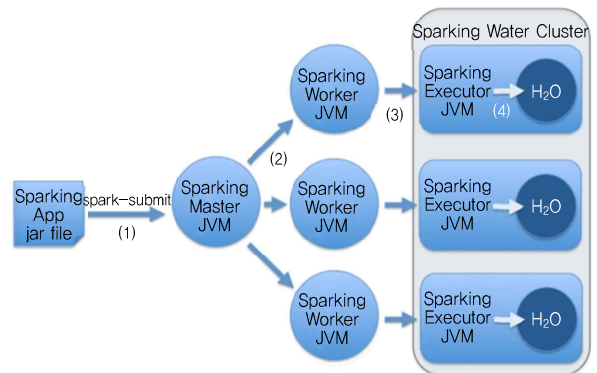 Sparking Water Cluster
Sparking
App
jar file
spark-submit
(1)
Sparking
Master
JVM
(2)
Sparking
Worker
JVM
(3)
Sparking
Executor
JVM
(4)
H₂O
Sparking
Worker
JVM
Sparking
Executor
JVM
H₂O
Sparking
Worker
JVM
Sparking
Executor
JVM
H₂O